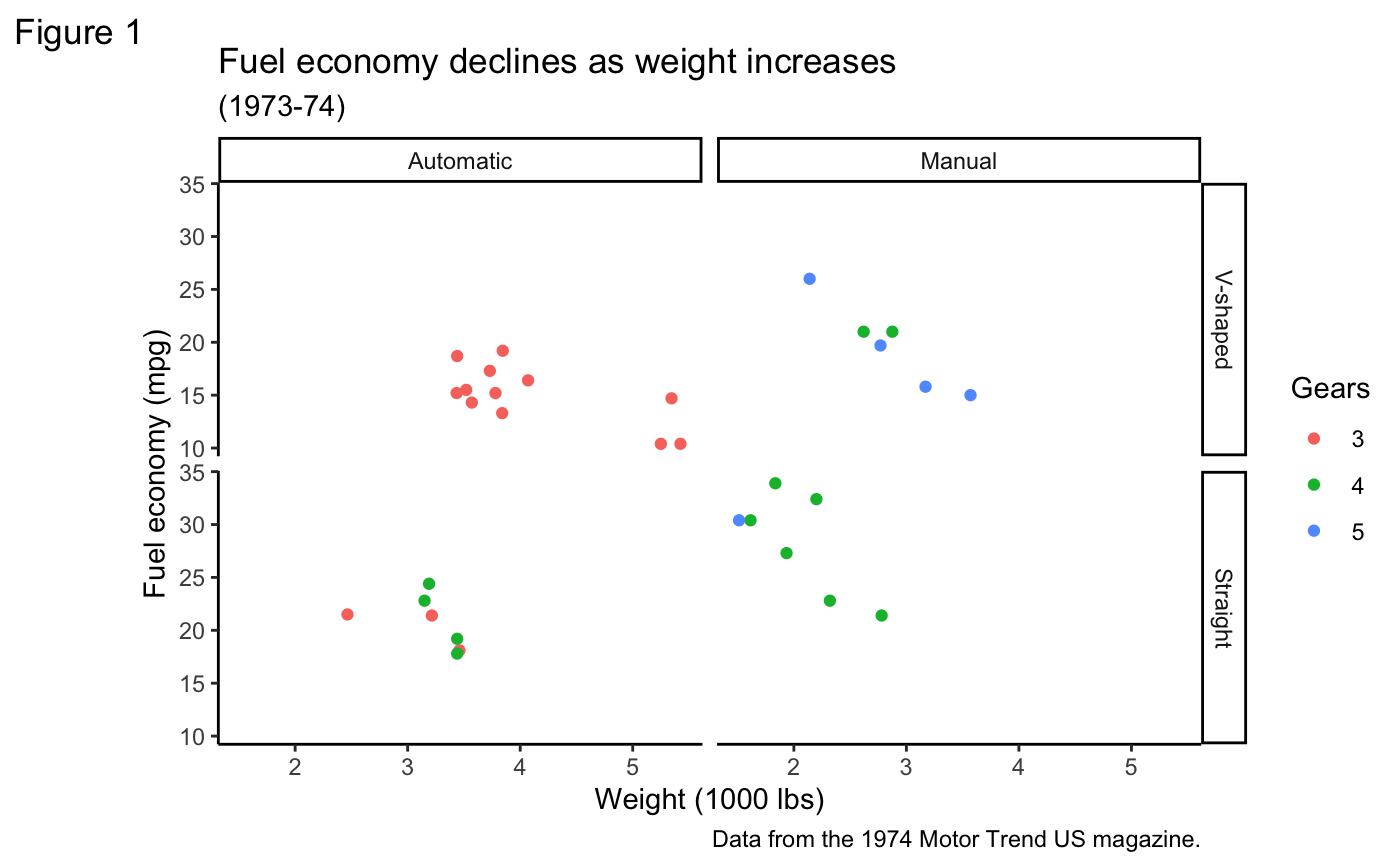 Figure 1
Fuel economy declines as weight increases
(1973-74)
Automatic
Manual
35
30
25
20
15
10
V-shaped
35
30
25
20
15
10
Straight
Fuel economy (mpg)
2 3 4 5
2 3 4 5
Weight (1000 lbs)
Gears
3
4
5
Data from the 1974 Motor Trend US magazine.